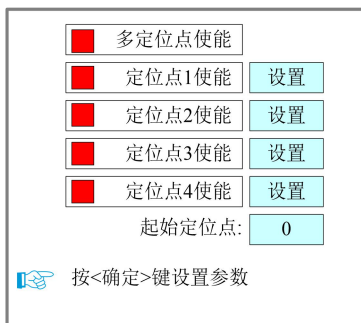 多定位点使能
定位点1使能 设置
定位点2使能 设置
定位点3使能 设置
定位点4使能 设置
起始定位点: 0
按<确定>键设置参数